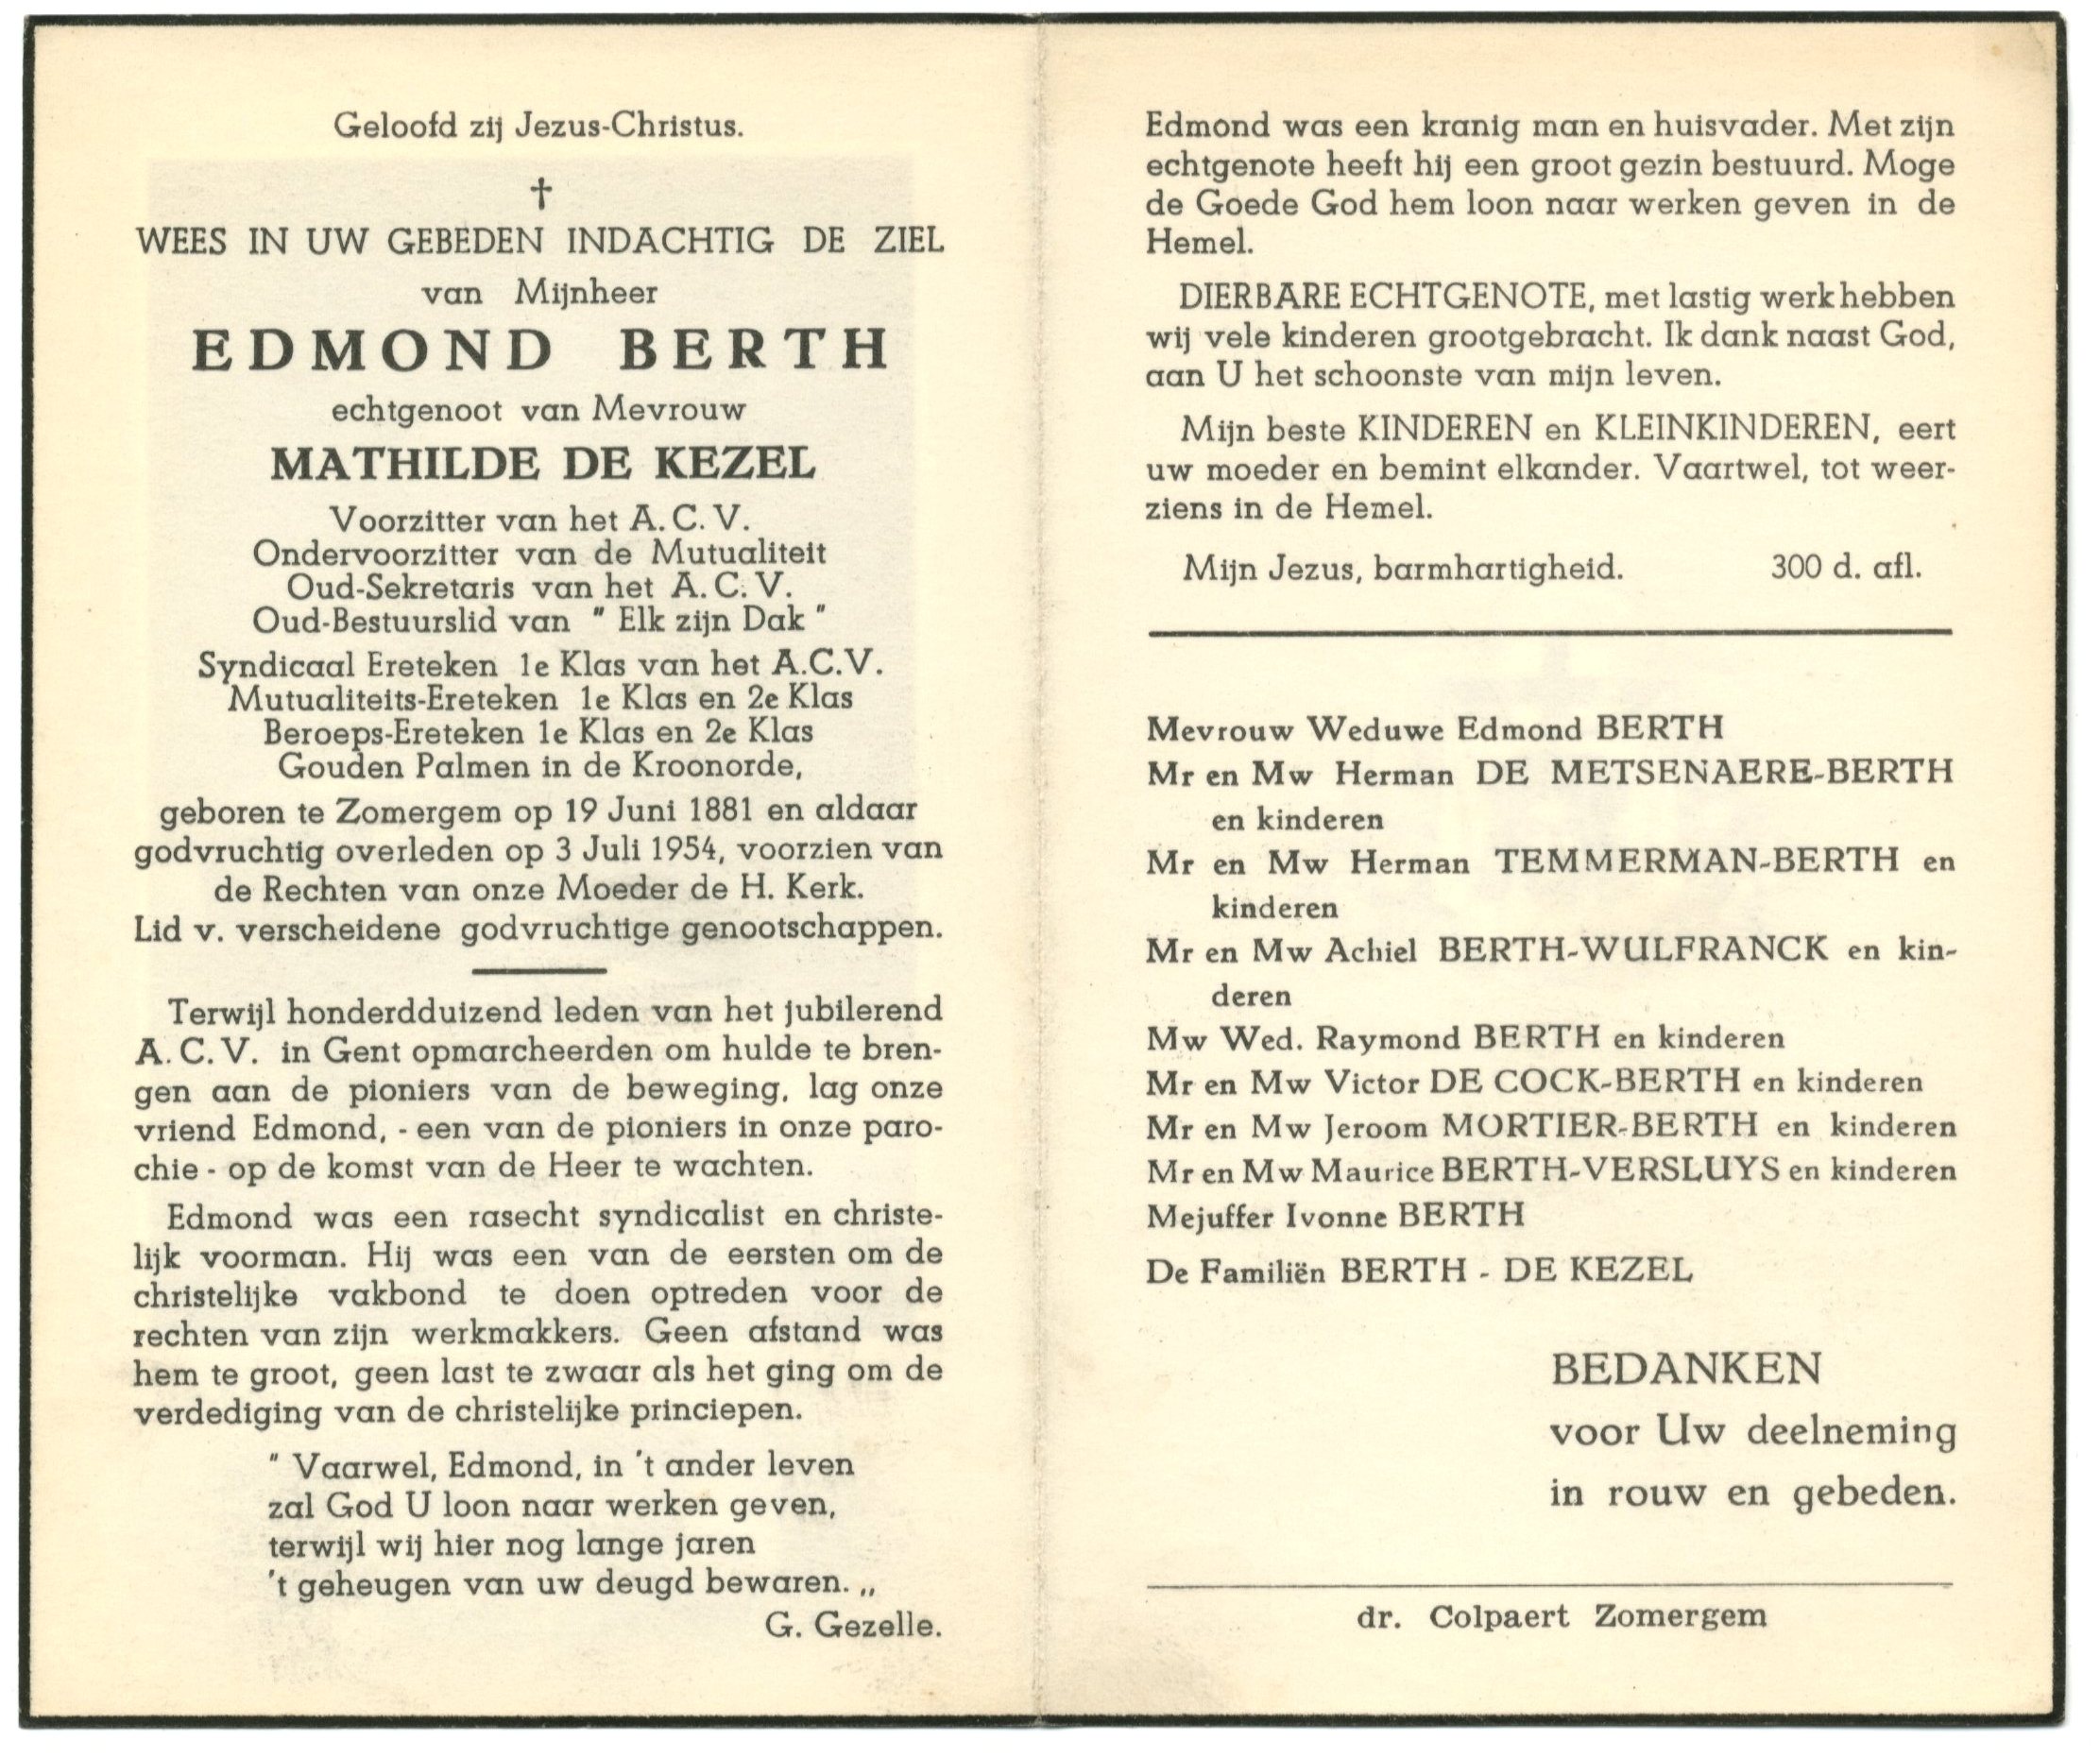 Geloofd zij Jezus-Christus.
†
WEES IN UW GEBEDEN INDACHTIG DE ZIEL
van Mijnheer
EDMOND BERTH
echtgenoot van Mevrouw
MATHILDE DE KEZEL
Voorzitter van het A. C. V.
Ondervoorzitter van de Mutualiteit
Oud-Sekretaris van het A. C. V.
Oud-Bestuurslid van " Elk zijn Dak "
Syndicaal Ereteken 1e Klas van het A.C.V.
Mutualiteits-Ereteken 1e Klas en 2e Klas
Beroeps-Ereteken 1e Klas en 2e Klas
Gouden Palmen in de Kroonorde,
geboren te Zomergem op 19 Juni 1881 en aldaar
godvruchtig overleden op 3 Juli 1954, voorzien van
de Rechten van onze Moeder de H. Kerk.
Lid v. verscheidene godvruchtige genootschappen.
Terwijl honderdduizend leden van het jubilerend
A. C. V. in Gent opmarcheerden om hulde te bren-
gen aan de pioniers van de beweging, lag onze
vriend Edmond, - een van de pioniers in onze paro-
chie - op de komst van de Heer te wachten.
Edmond was een rasecht syndicalist en christe-
lijk voorman. Hij was een van de eersten om de
christelijke vakbond te doen optreden voor de
rechten van zijn werkmakkers. Geen afstand was
hem te groot, geen last te zwaar als het ging om de
verdediging van de christelijke princiepen.
" Vaarwel, Edmond, in 't ander leven
zal God U loon naar werken geven,
terwijl wij hier nog lange jaren
't geheugen van uw deugd bewaren. „
G. Gezelle.
Edmond was een kranig man en huisvader. Met zijn
echtgenote heeft hij een groot gezin bestuurd. Moge
de Goede God hem loon naar werken geven in de
Hemel.
DIERBARE ECHTGENOTE, met lastig werk hebben
wij vele kinderen grootgebracht. Ik dank naast God,
aan U het schoonste van mijn leven.
Mijn beste KINDEREN en KLEINKINDEREN, eert
uw moeder en bemint elkander. Vaartwel, tot weer-
ziens in de Hemel.
Mijn Jezus, barmhartigheid. 300 d. afl.
Mevrouw Weduwe Edmond BERTH
Mr en Mw Herman DE METSENAERE-BERTH
en kinderen
Mr en Mw Herman TEMMERMAN-BERTH en
kinderen
Mr en Mw Achiel BERTH-WULFRANCK en kin-
deren
Mw Wed. Raymond BERTH en kinderen
Mr en Mw Victor DE COCK-BERTH en kinderen
Mr en Mw Jeroom MORTIER-BERTH en kinderen
Mr en Mw Maurice BERTH-VERSLUYS en kinderen
Mejuffer Ivonne BERTH
De Familiën BERTH - DE KEZEL
BEDANKEN
voor Uw deelneming
in rouw en gebeden.
dr. Colpaert Zomergem